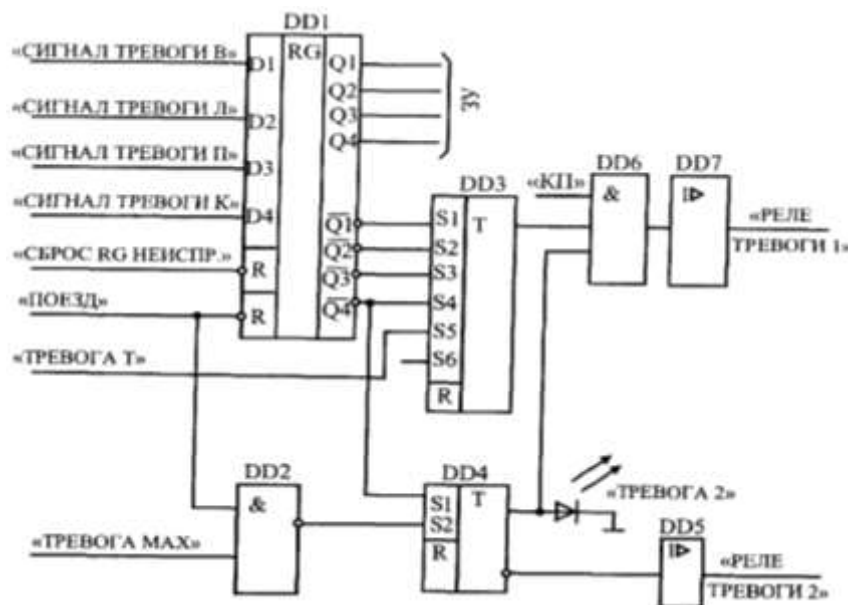 DD1
«СИГНАЛ ТРЕВОГИ В»
D1
RG
Q1
Q2
Q3
Q4
ЗУ
«СИГНАЛ ТРЕВОГИ Л»
D2
«СИГНАЛ ТРЕВОГИ П»
D3
«СИГНАЛ ТРЕВОГИ К»
D4
«СБРОС RG НЕИСПР.»
R
«ПОЕЗД»
R
Q1
Q2
Q3
Q4
«ТРЕВОГА Т»
DD3
S1
T
S2
S3
S4
S5
S6
R
«КП»
DD6
&
DD7
«РЕЛЕ
ТРЕВОГИ 1»
DD2
&
«ТРЕВОГА MAX»
DD4
S1
T
S2
R
«ТРЕВОГА 2»
DD5
«РЕЛЕ
ТРЕВОГИ 2»